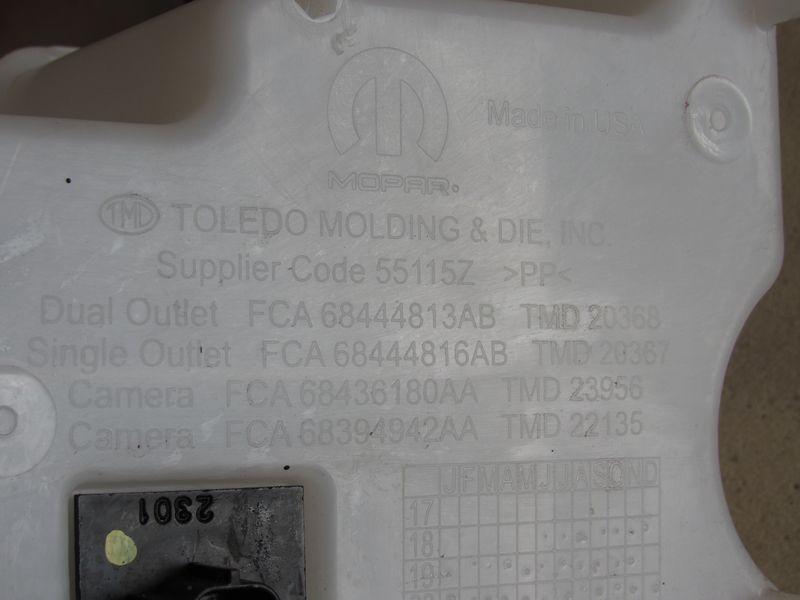 MOPAR
Made in USA
TMD TOLEDO MOLDING & DIE, INC.
Supplier Code 55115Z >PP<
Dual Outlet FCA 68444813AB TMD 20368
Single Outlet FCA 68444816AB TMD 20367
Camera FCA 68436180AA TMD 23956
Camera FCA 68394942AA TMD 22135
JFMAMJJASOND
17
18
19
2301